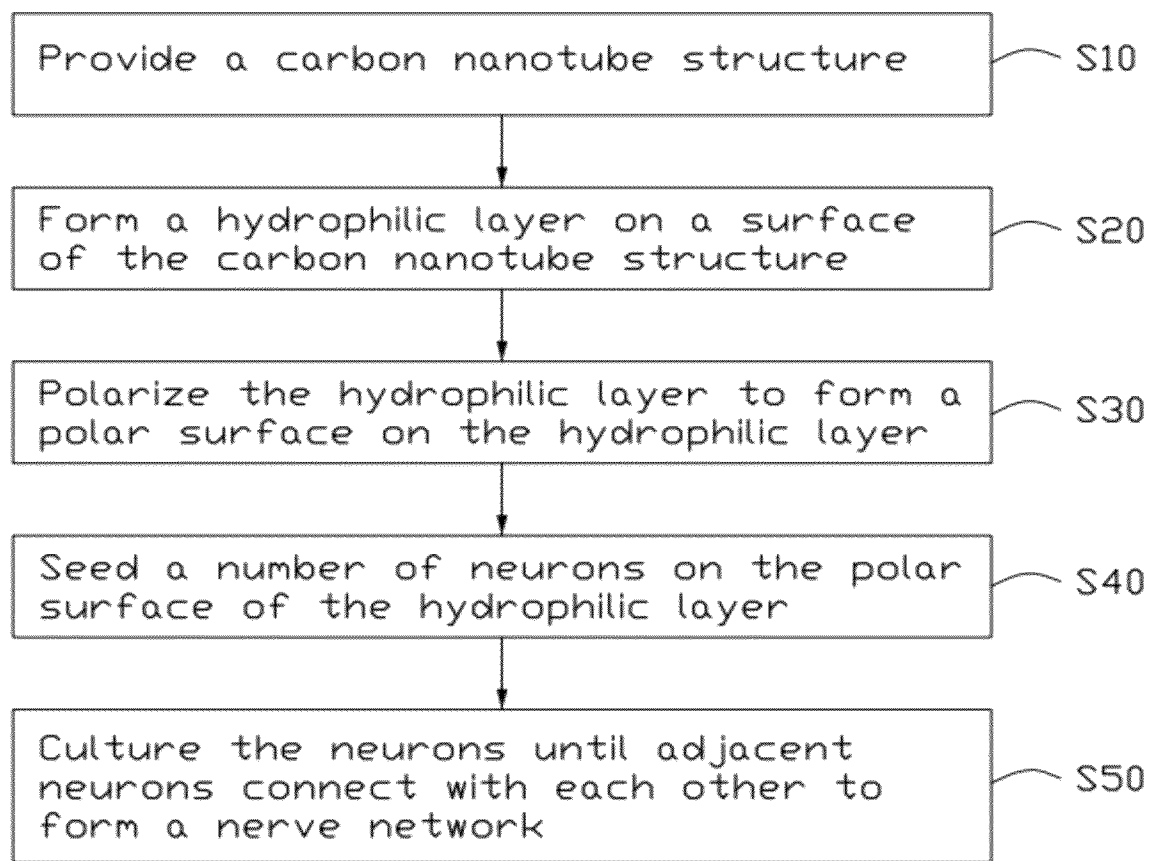 Provide a carbon nanotube structure
S10
Form a hydrophilic layer on a surface
of the carbon nanotube structure
S20
Polarize the hydrophilic layer to form a
polar surface on the hydrophilic layer
S30
Seed a number of neurons on the polar
surface of the hydrophilic layer
S40
Culture the neurons until adjacent
neurons connect with each other to
form a nerve network
S50